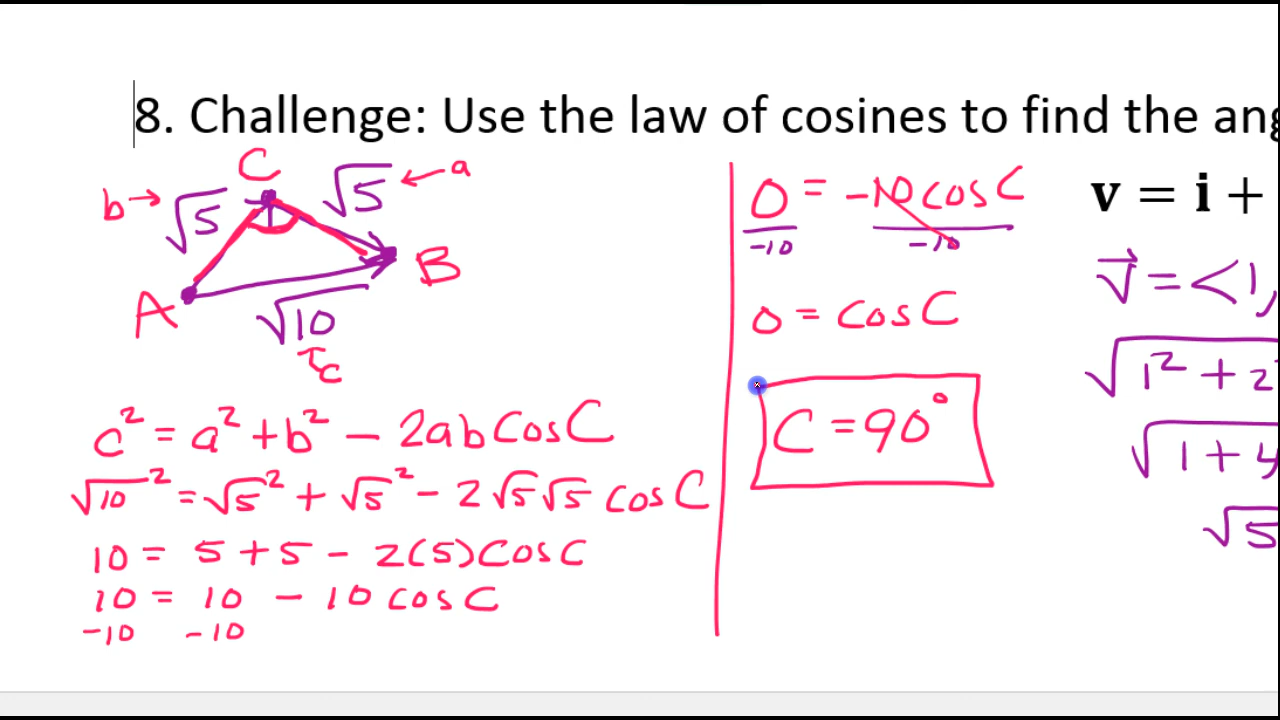 8. Challenge: Use the law of cosines to find the ang
C
b → √5
√5 ← a
A
B
√10
↑c
c² = a² + b² – 2ab cos C
√10² = √5² + √5² – 2√5√5 cos C
10 = 5 + 5 – 2(5) cos C
10 = 10 – 10 cos C
-10 -10
0 = -10 cos C
-10 -10
0 = cos C
C = 90°
v = i +
v⃗ = <1,
√1² + 2
√1 + 4
√5